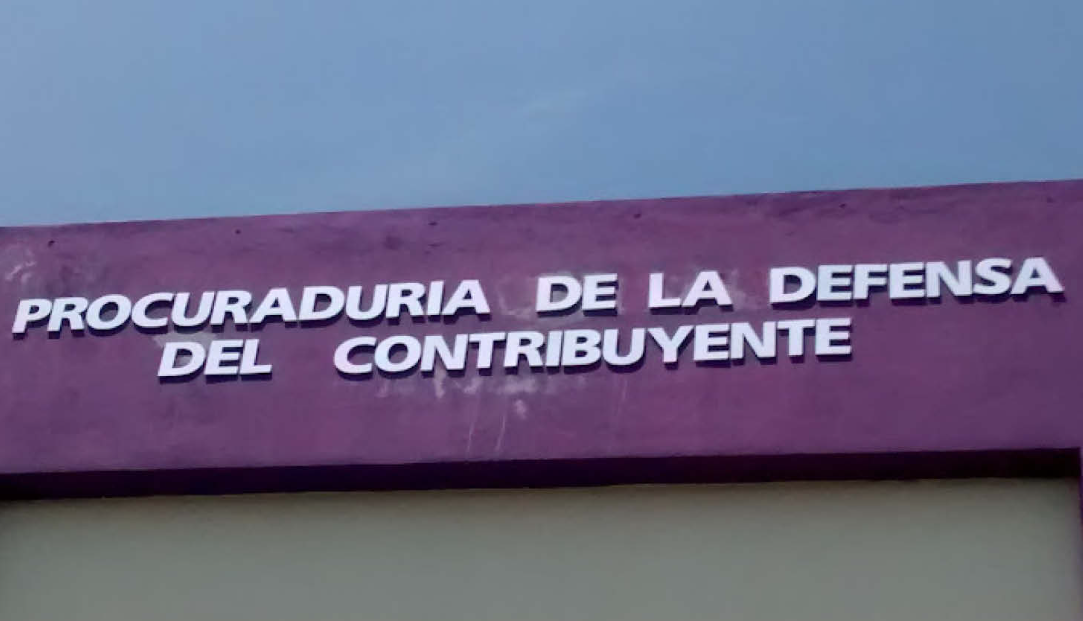 PROCURADURIA DE LA DEFENSA
DEL CONTRIBUYENTE